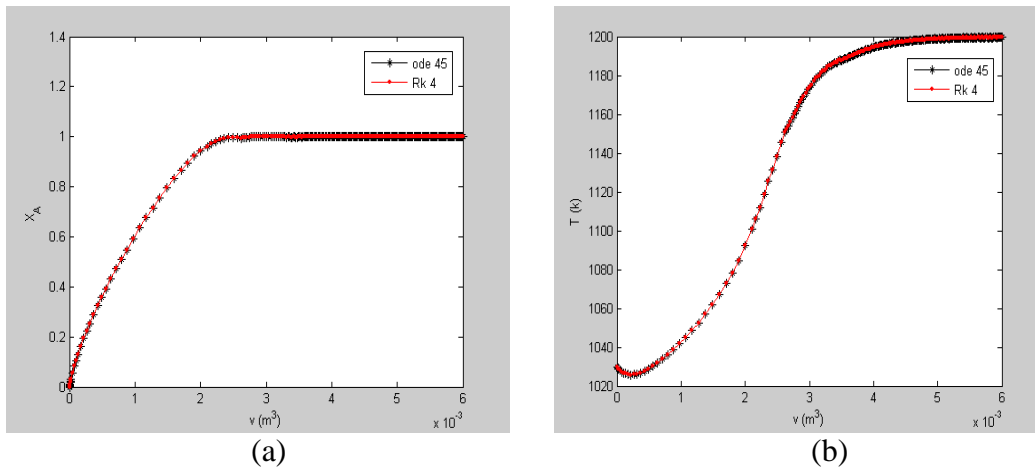 1.4
1.2
1
0.8
0.6
0.4
0.2
0
X_A
ode 45
Rk 4
0 1 2 3 4 5 6
v (m³)
x 10⁻³
(a)
1200
1180
1160
1140
1120
1100
1080
1060
1040
1020
T (k)
ode 45
Rk 4
0 1 2 3 4 5 6
v (m³)
x 10⁻³
(b)